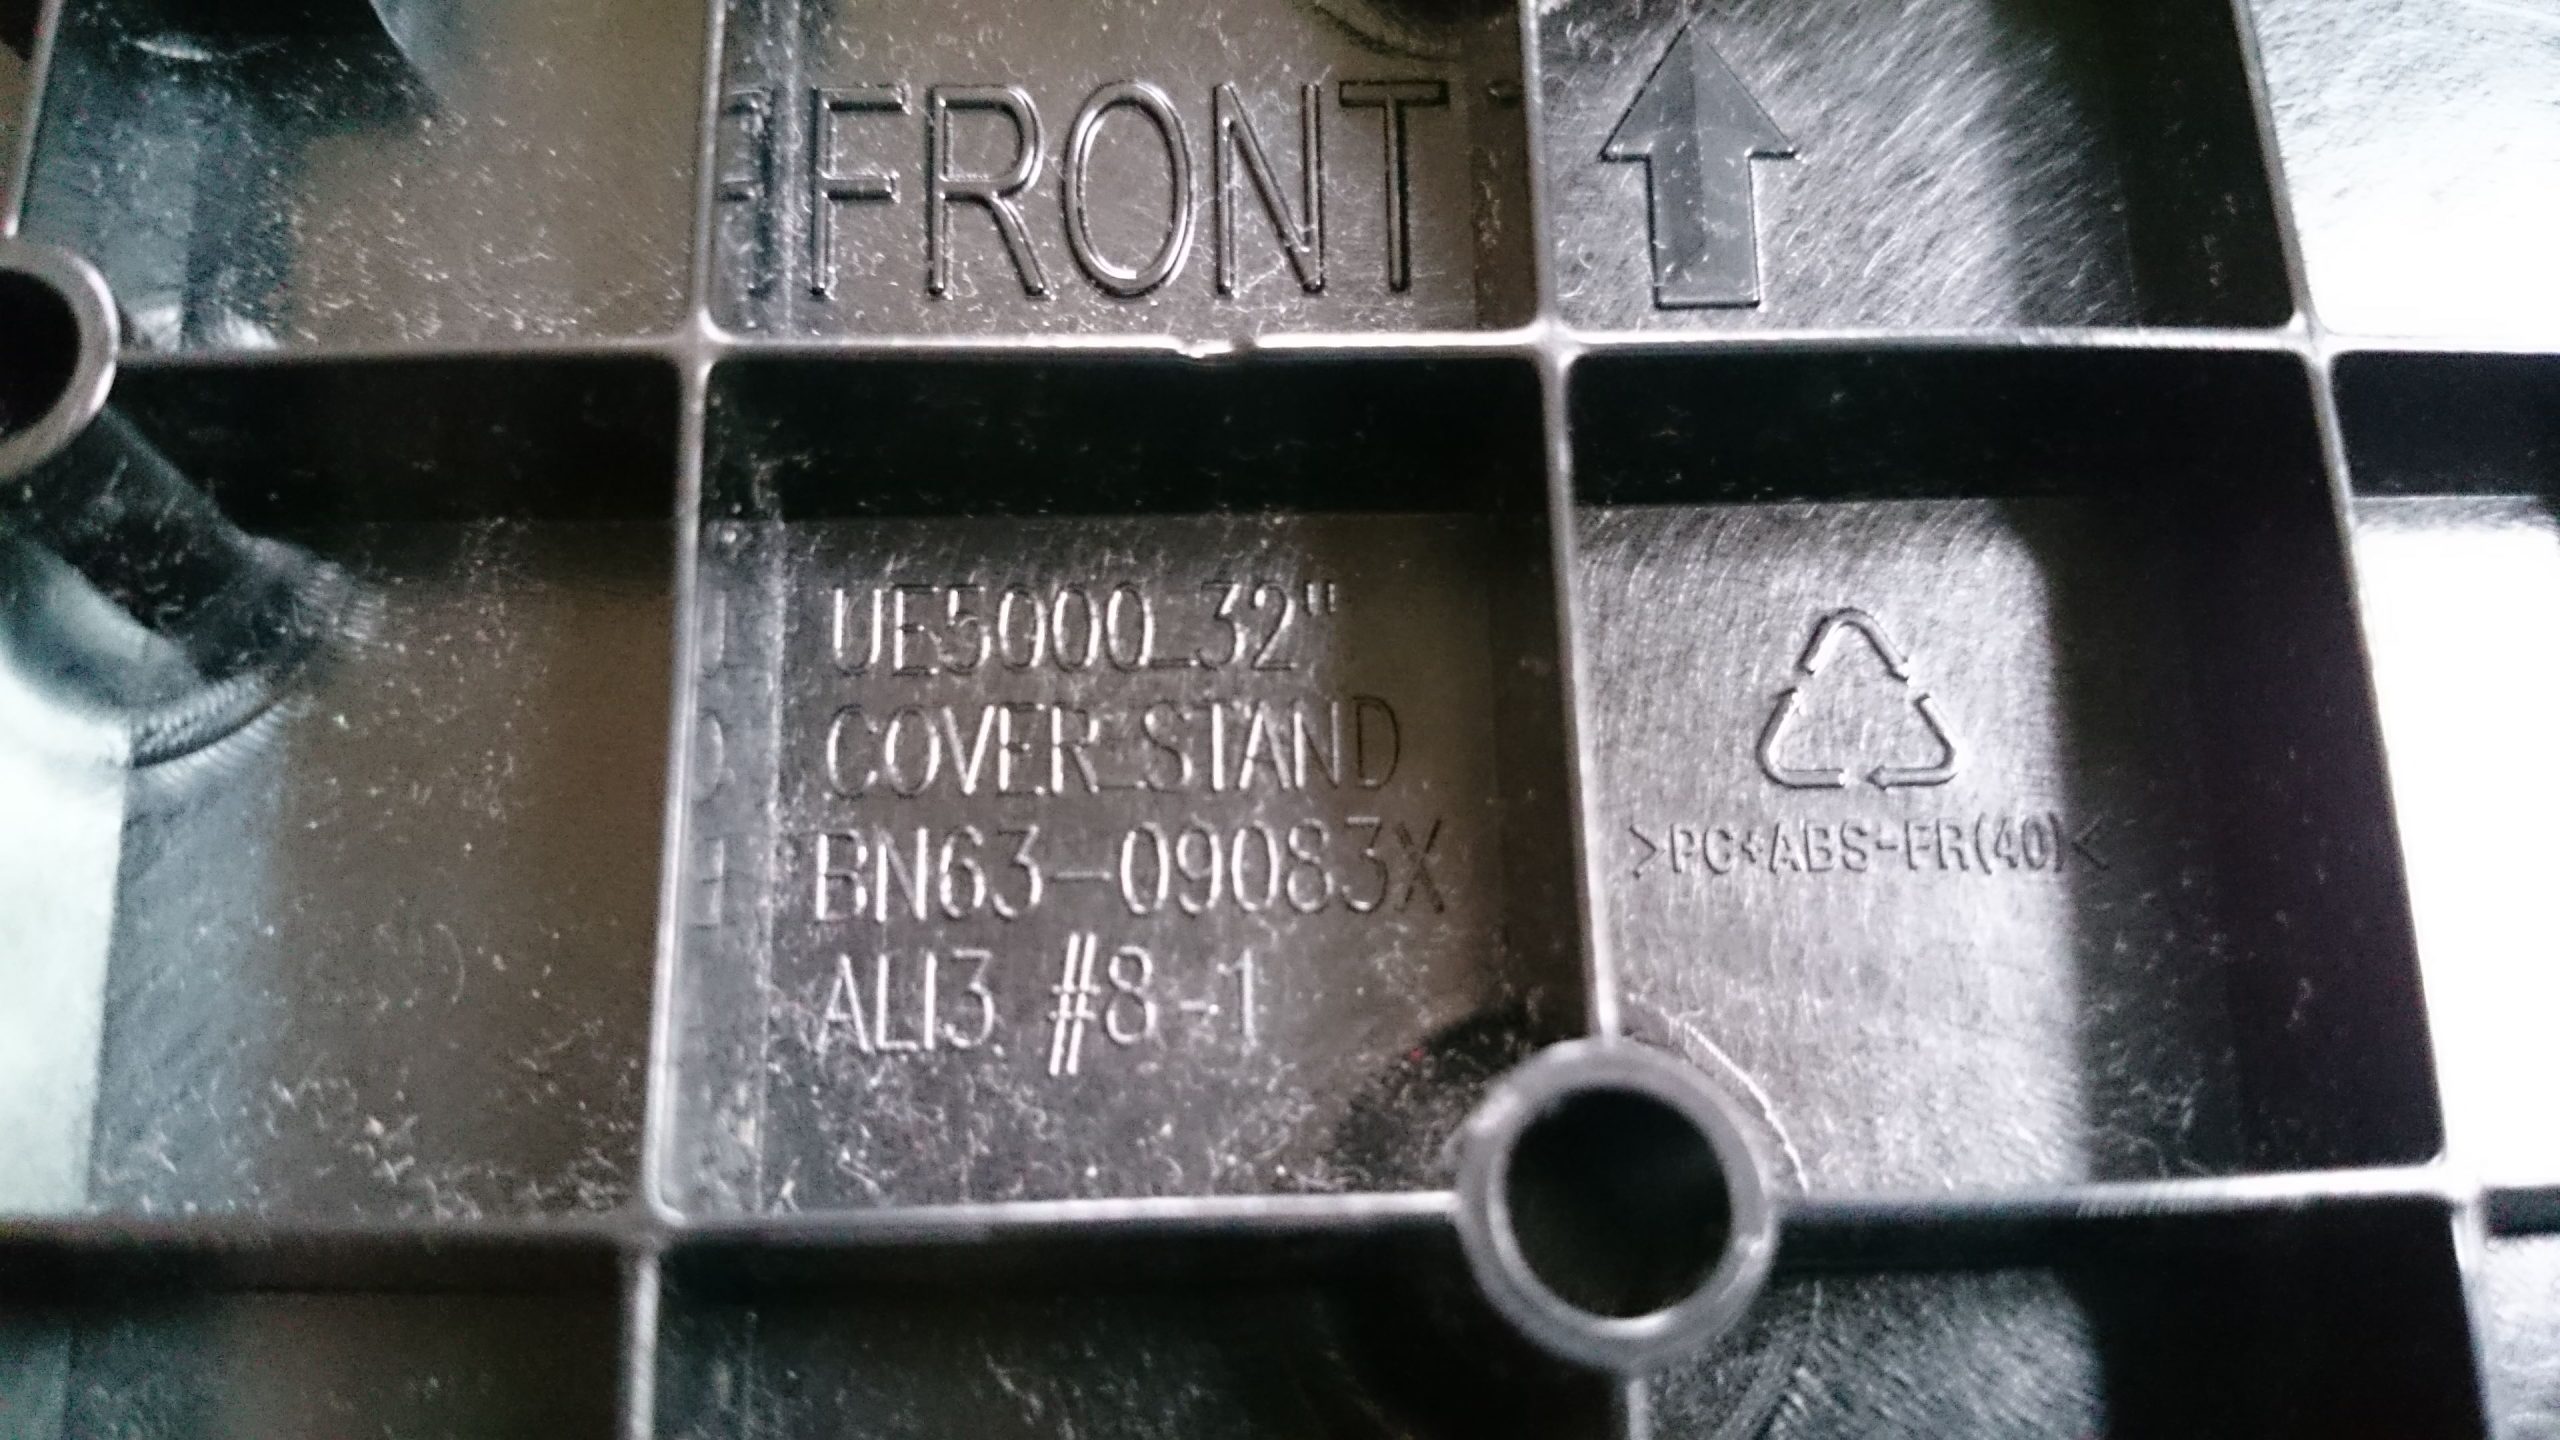 FRONT
UE5000_32"
COVER_STAND
BN63-09083X
ALI3 #8-1
>PC+ABS-FR(40)<